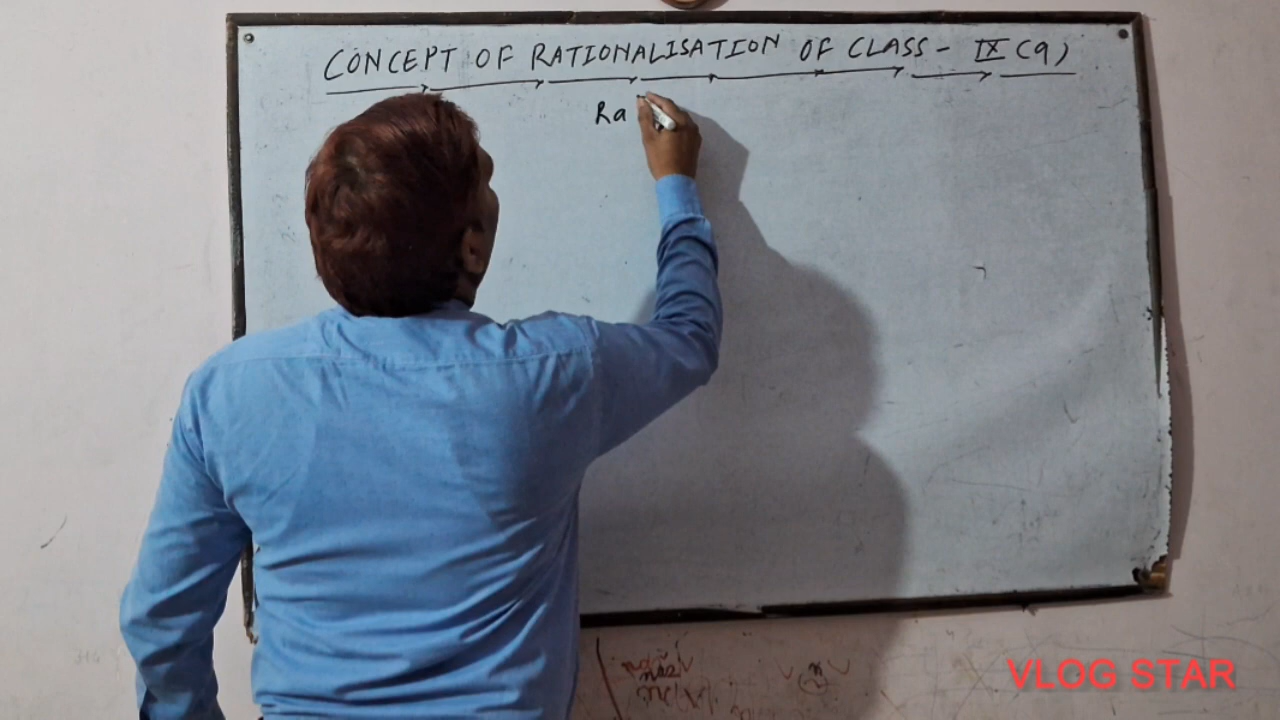 CONCEPT OF RATIONALISATION OF CLASS - IX (9)
Ra
VLOG STAR